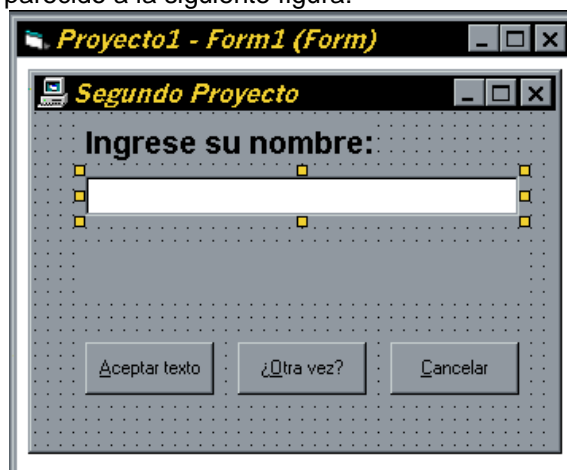 parecido a la siguiente figura:
Proyecto1 - Form1 (Form)
Segundo Proyecto
Ingrese su nombre:
Aceptar texto ¿Otra vez? Cancelar